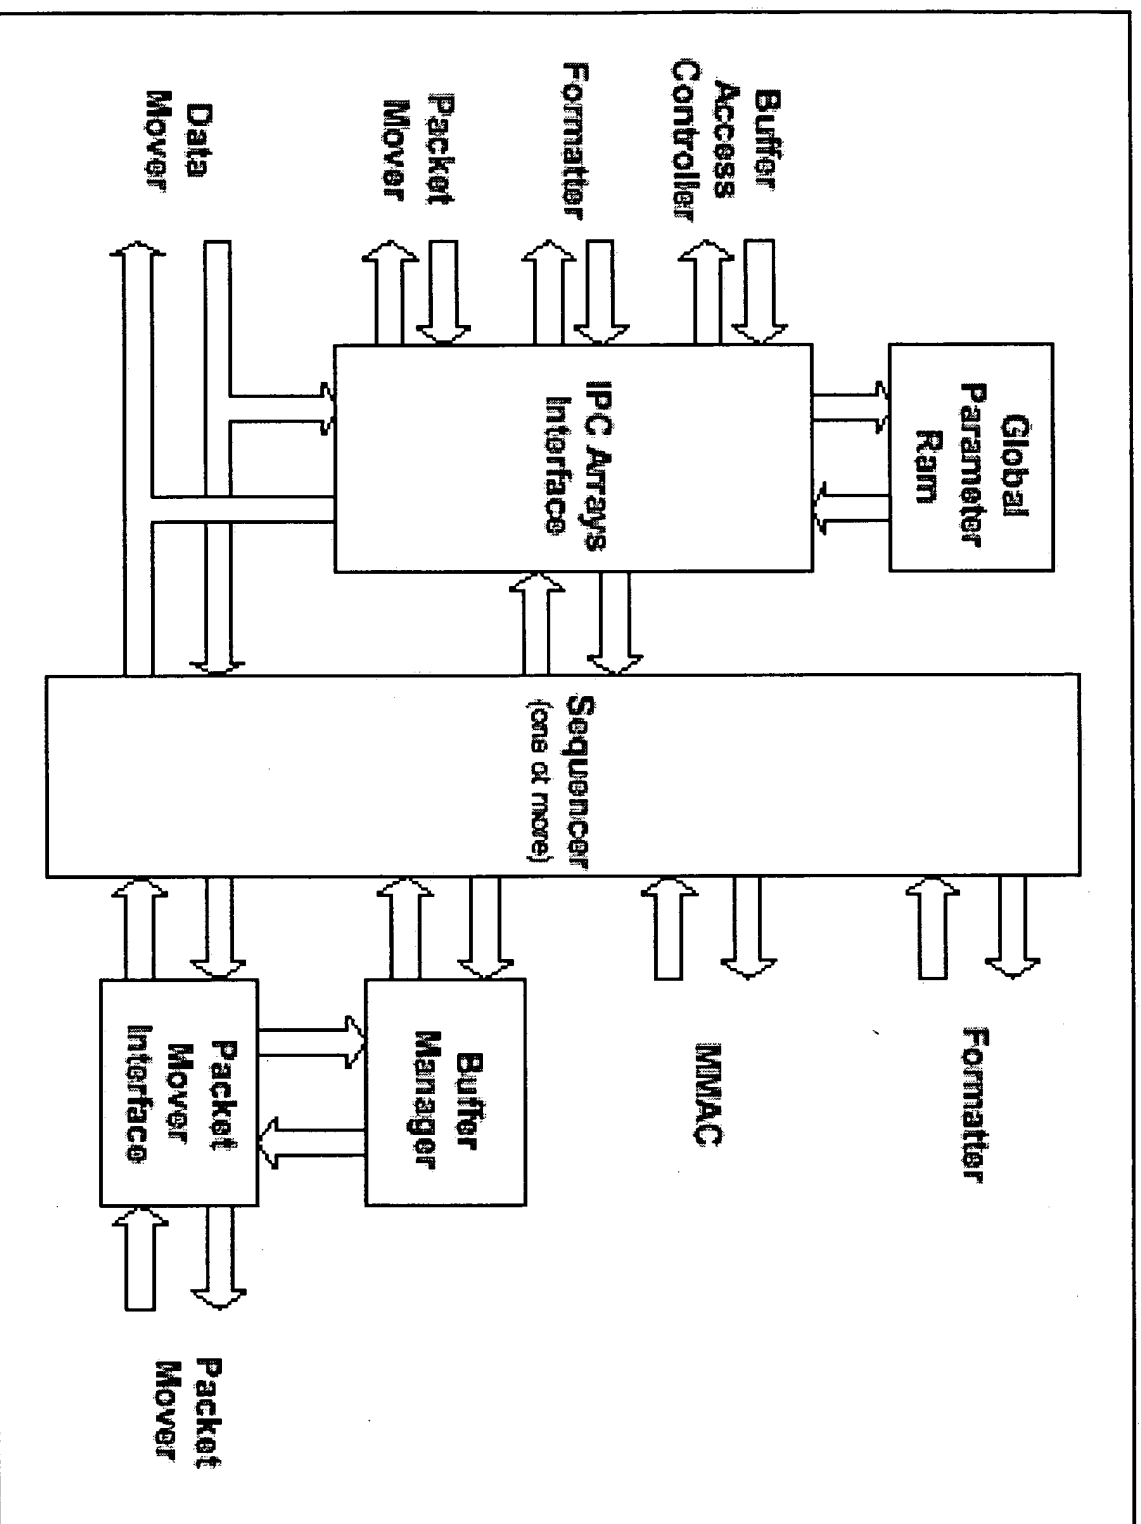 Global
Parameter
Ram
Buffer
Access
Controller
Formatter
Packet
Mover
Data
Mover
IPC Arrays
Interface
Sequencer
(one ot more)
Formatter
MMAC
Buffer
Manager
Packet
Mover
Interface
Packet
Mover